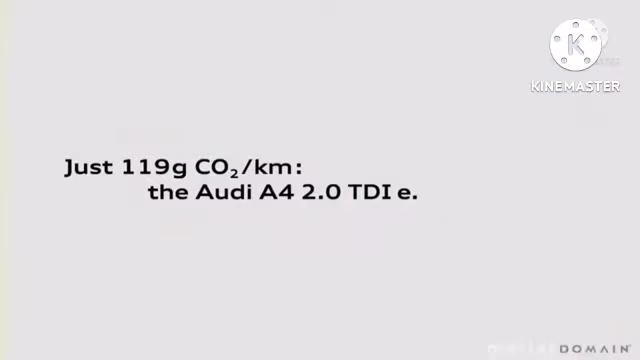 KINEMASTER
Just 119g CO₂/km:
the Audi A4 2.0 TDI e.
DOMAIN